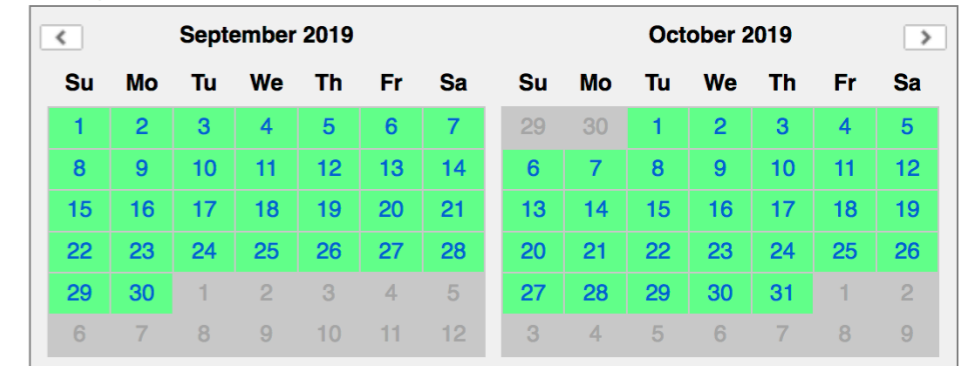 < September 2019 October 2019 >
Su Mo Tu We Th Fr Sa Su Mo Tu We Th Fr Sa
1 2 3 4 5 6 7 29 30 1 2 3 4 5
8 9 10 11 12 13 14 6 7 8 9 10 11 12
15 16 17 18 19 20 21 13 14 15 16 17 18 19
22 23 24 25 26 27 28 20 21 22 23 24 25 26
29 30 1 2 3 4 5 27 28 29 30 31 1 2
6 7 8 9 10 11 12 3 4 5 6 7 8 9